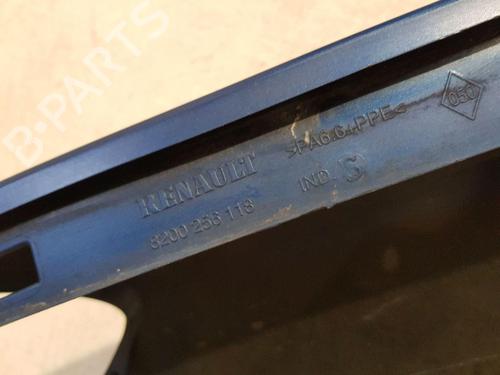 B-PARTS
>PA6.6+PPE<
050
RENAULT
IND S
8200 256 118